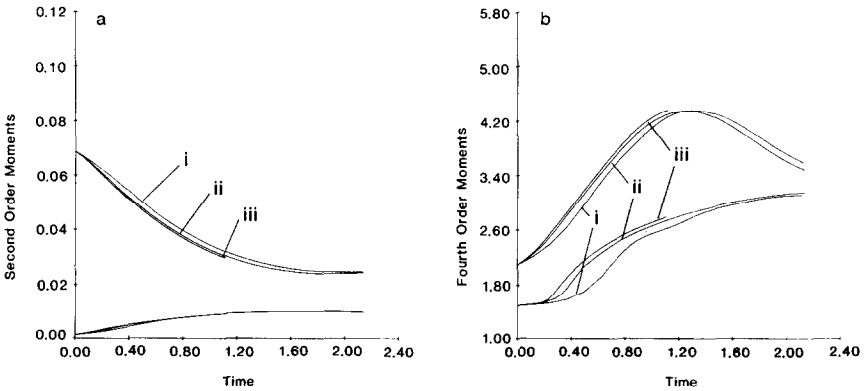 a
Second Order Moments
0.12
0.10
0.08
0.06
0.04
0.02
0.00
i
ii
iii
0.00 0.40 0.80 1.20 1.60 2.00 2.40
Time
b
Fourth Order Moments
5.80
5.00
4.20
3.40
2.60
1.80
1.00
iii
ii
i
0.00 0.40 0.80 1.20 1.60 2.00 2.40
Time